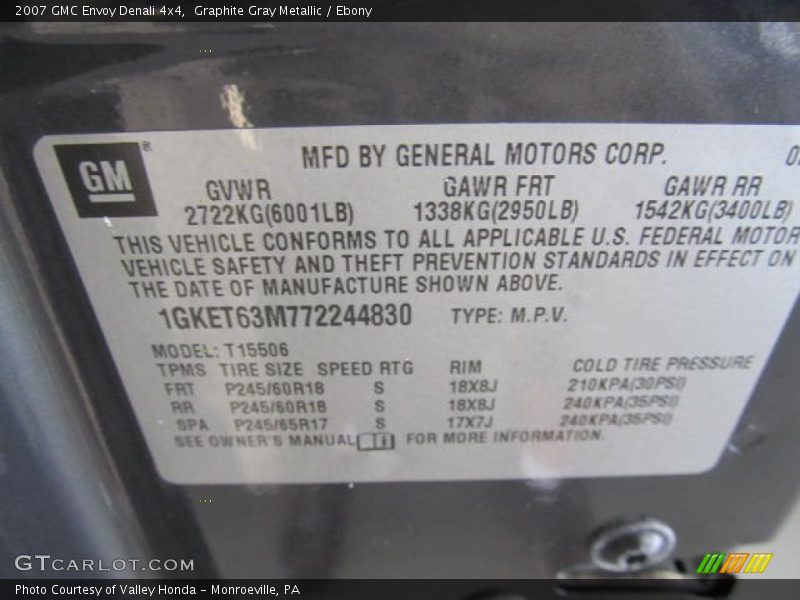 2007 GMC Envoy Denali 4x4, Graphite Gray Metallic / Ebony
GM ®
MFD BY GENERAL MOTORS CORP.
GVWR GAWR FRT GAWR RR
2722KG(6001LB) 1338KG(2950LB) 1542KG(3400LB)
THIS VEHICLE CONFORMS TO ALL APPLICABLE U.S. FEDERAL MOTOR
VEHICLE SAFETY AND THEFT PREVENTION STANDARDS IN EFFECT ON
THE DATE OF MANUFACTURE SHOWN ABOVE.
1GKET63M772244830 TYPE: M.P.V.
MODEL: T15506
TPMS TIRE SIZE SPEED RTG RIM COLD TIRE PRESSURE
FRT P245/60R18 S 18X8J 210KPA(30PSI)
RR P245/60R18 S 18X8J 240KPA(35PSI)
SPA P245/65R17 S 17X7J 240KPA(35PSI)
SEE OWNER'S MANUAL FOR MORE INFORMATION.
GTCARLOT.COM
Photo Courtesy of Valley Honda - Monroeville, PA